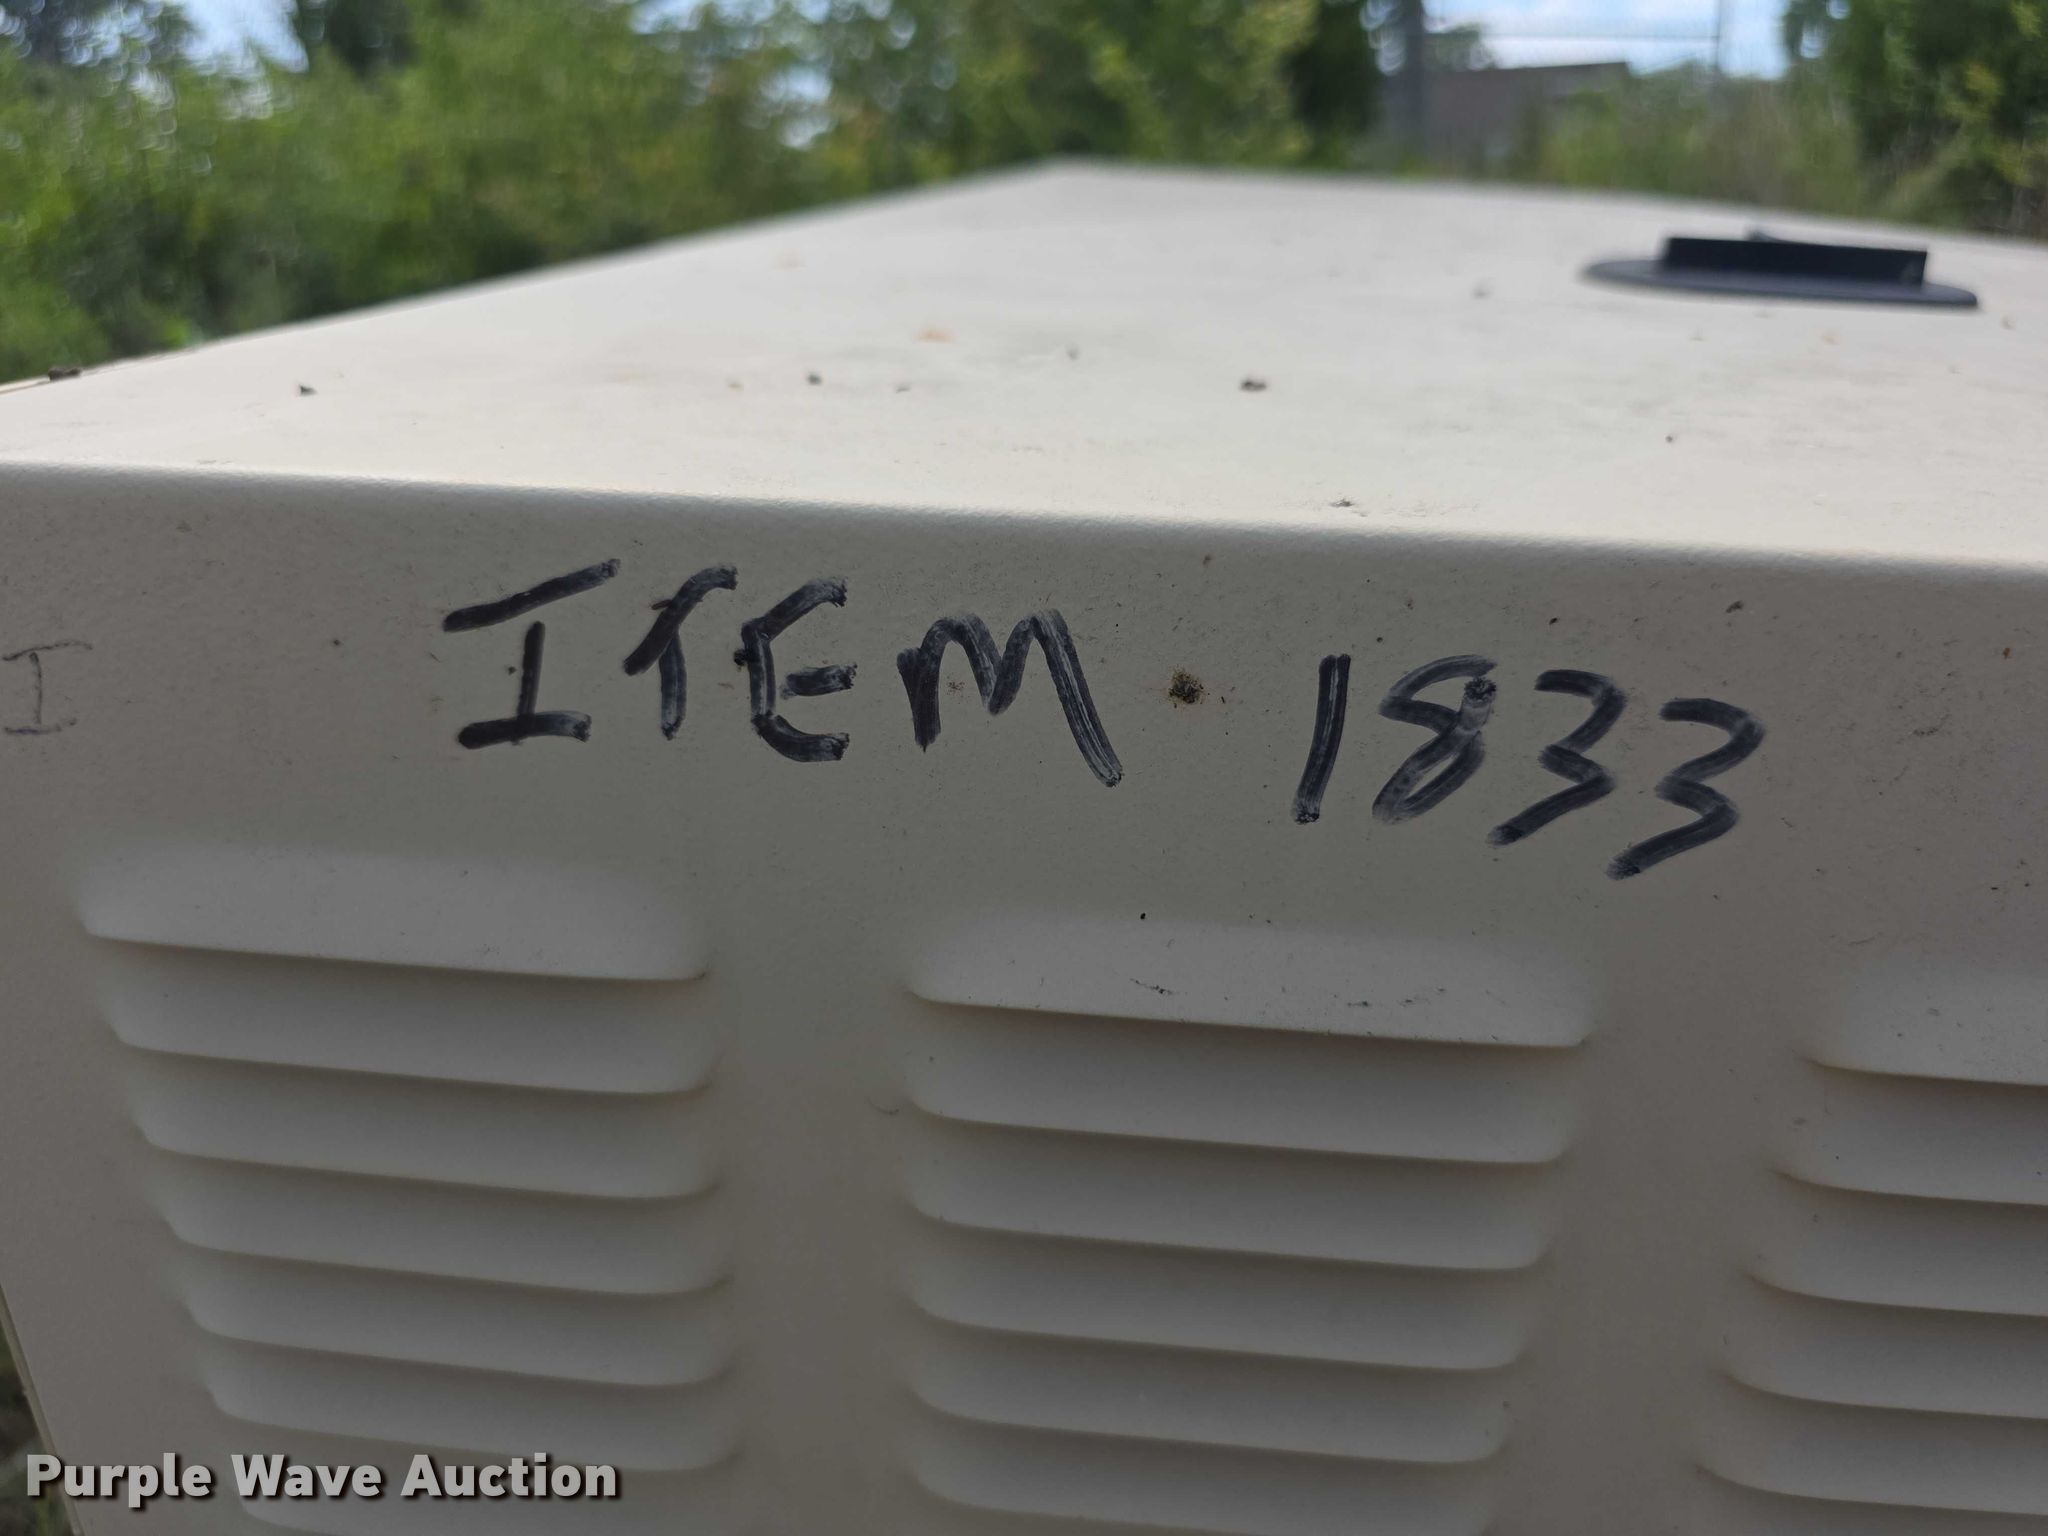 I ITEM 1833
Purple Wave Auction